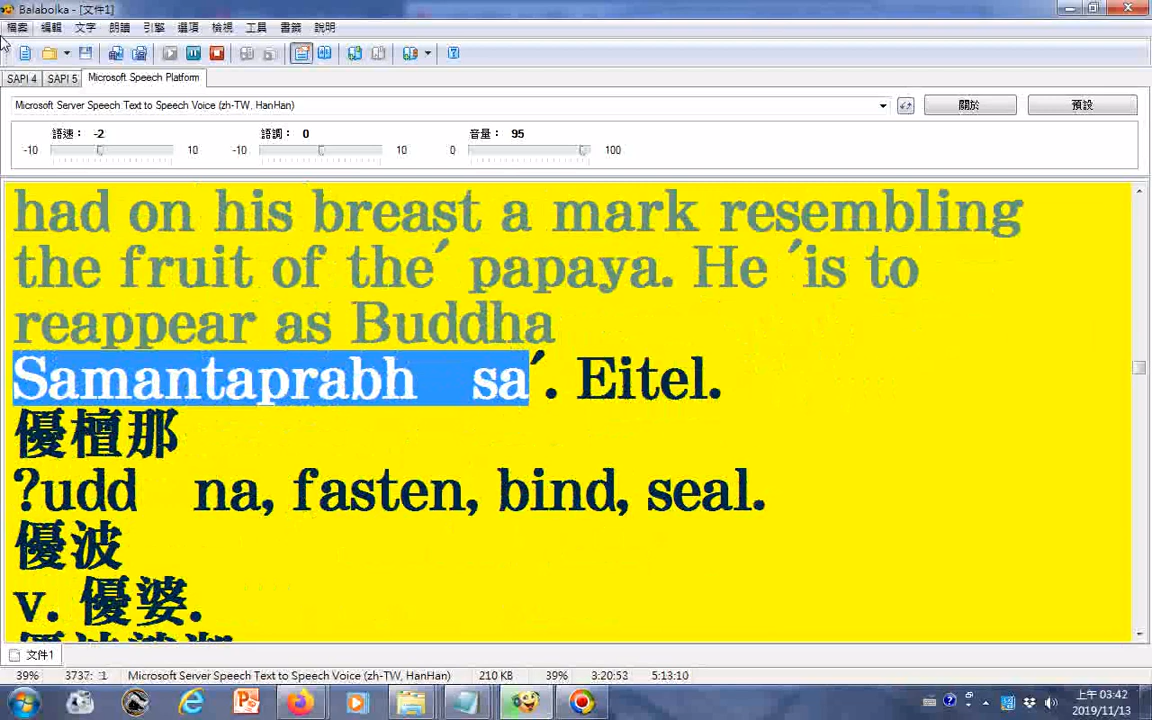 Balabolka - [文件1]
檔案 編輯 文字 朗讀 引擎 選項 檢視 工具 書籤 說明
SAPI 4 SAPI 5 Microsoft Speech Platform
Microsoft Server Speech Text to Speech Voice (zh-TW, HanHan) 關於 預設
語速： -2 語調： 0 音量： 95
-10 10 -10 10 0 100
had on his breast a mark resembling
the fruit of the´ papaya. He ´is to
reappear as Buddha
Samantaprabh sa´. Eitel.
優檀那
?udd na, fasten, bind, seal.
優波
v. 優婆.
文件1
39% 3737: 1 Microsoft Server Speech Text to Speech Voice (zh-TW, HanHan) 210 KB 39% 3:20:53 5:13:10
上午 03:42
2019/11/13